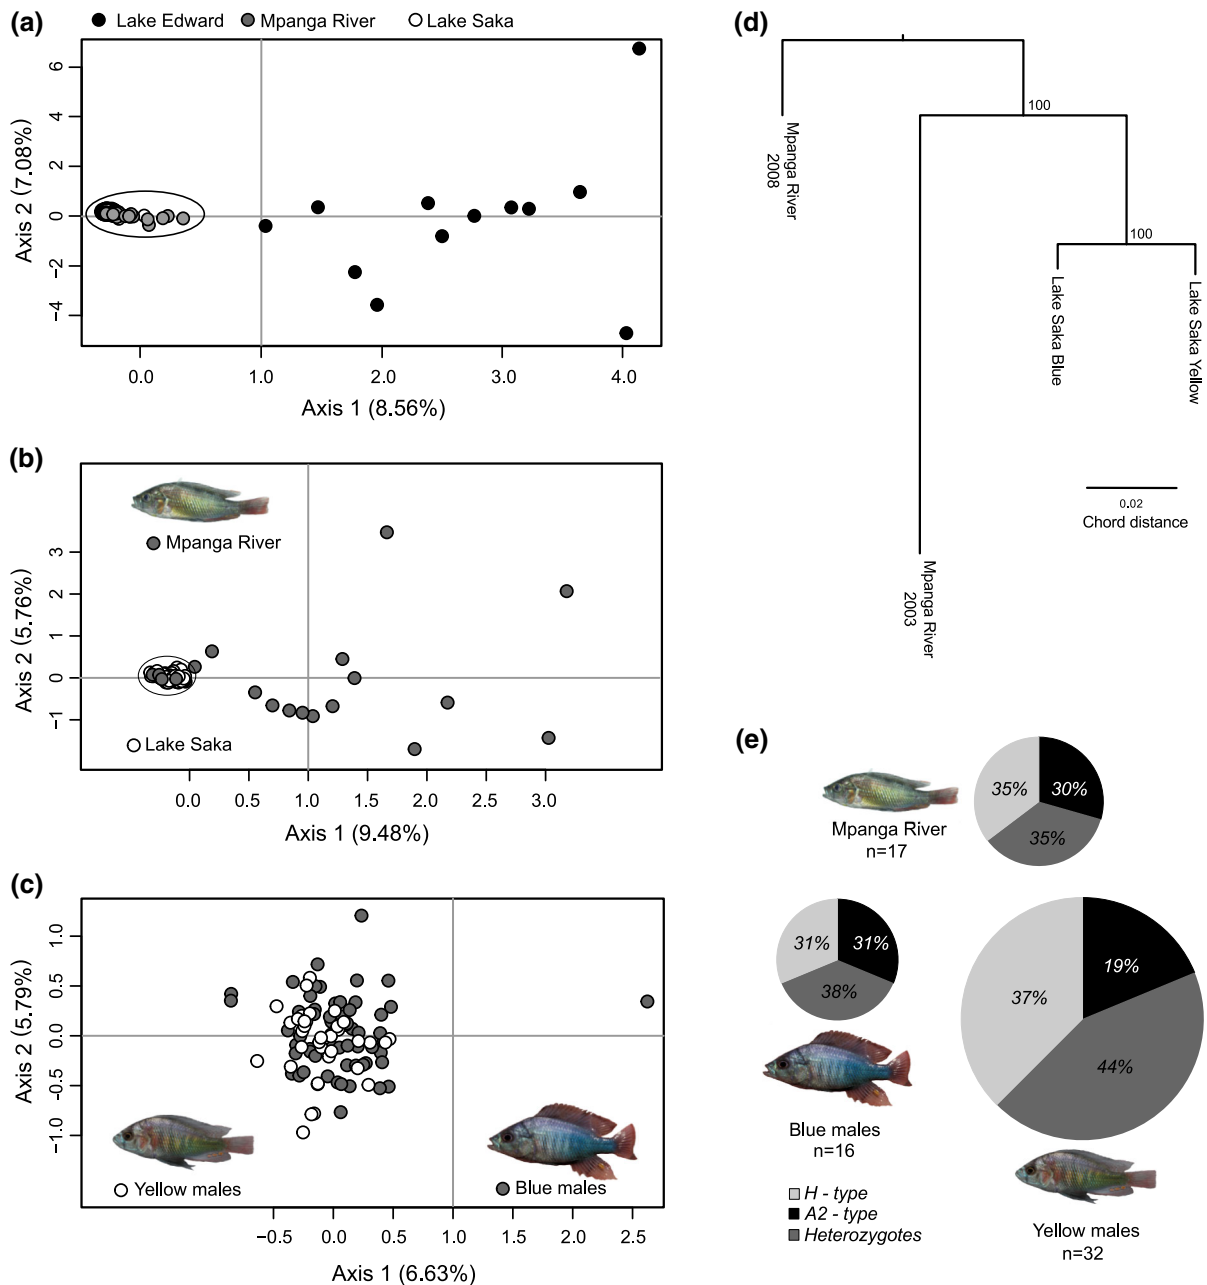 (a)
Lake Edward Mpanga River Lake Saka
Axis 2 (7.08%)
6
4
2
0
−2
−4
0.0 1.0 2.0 3.0 4.0
Axis 1 (8.56%)
(b)
Mpanga River
Lake Saka
Axis 2 (5.76%)
3
2
1
0
−1
0.0 0.5 1.0 1.5 2.0 2.5 3.0
Axis 1 (9.48%)
(c)
Axis 2 (5.79%)
1.0
0.5
0.0
−0.5
−1.0
Yellow males
Blue males
−0.5 0.0 0.5 1.0 1.5 2.0 2.5
Axis 1 (6.63%)
(d)
100
100
Mpanga River
2008
Lake Saka Blue
Lake Saka Yellow
Mpanga River
2003
0.02
Chord distance
(e)
35% 30%
35%
Mpanga River
n=17
31% 31%
38%
Blue males
n=16
37% 19%
44%
Yellow males
n=32
H - type
A2 - type
Heterozygotes